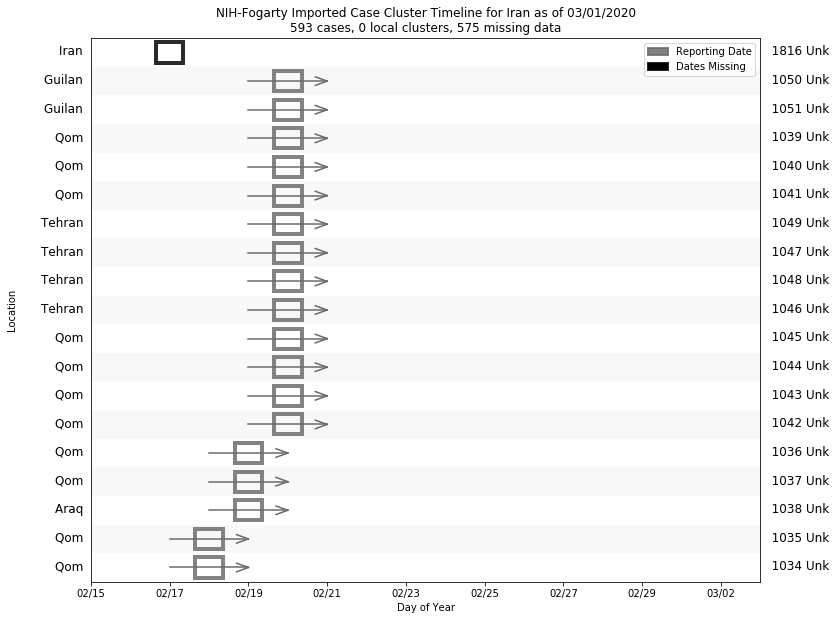 NIH-Fogarty Imported Case Cluster Timeline for Iran as of 03/01/2020
593 cases, 0 local clusters, 575 missing data
Reporting Date
Dates Missing
Iran 1816 Unk
Guilan 1050 Unk
Guilan 1051 Unk
Qom 1039 Unk
Qom 1040 Unk
Qom 1041 Unk
Tehran 1049 Unk
Tehran 1047 Unk
Tehran 1048 Unk
Tehran 1046 Unk
Qom 1045 Unk
Qom 1044 Unk
Qom 1043 Unk
Qom 1042 Unk
Qom 1036 Unk
Qom 1037 Unk
Araq 1038 Unk
Qom 1035 Unk
Qom 1034 Unk
Location
02/15 02/17 02/19 02/21 02/23 02/25 02/27 02/29 03/02
Day of Year